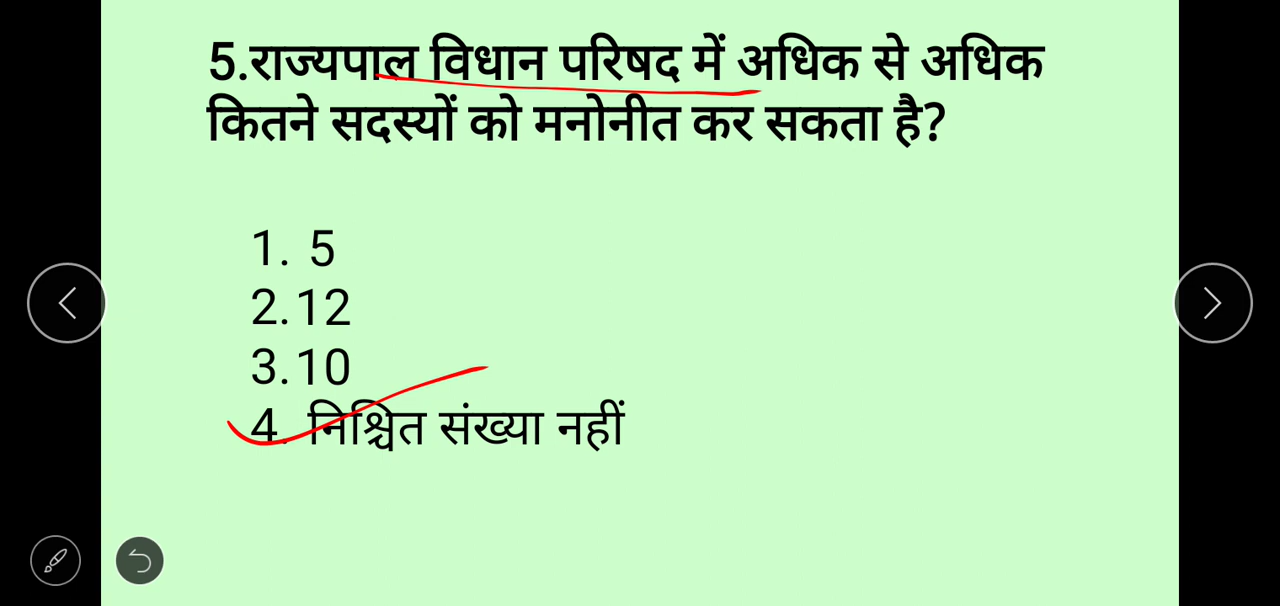 5.राज्यपाल विधान परिषद में अधिक से अधिक
कितने सदस्यों को मनोनीत कर सकता है?
1. 5
2.12
3.10
4. निश्चित संख्या नहीं